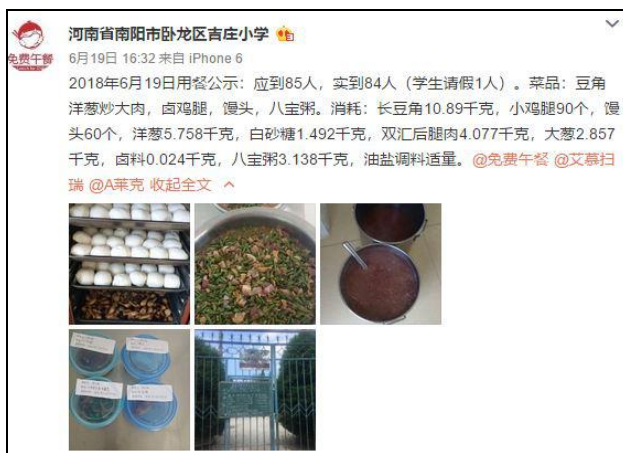 河南省南阳市卧龙区吉庄小学
免费午餐
6月19日 16:32 来自 iPhone 6
2018年6月19日用餐公示：应到85人，实到84人（学生请假1人）。菜品：豆角
洋葱炒大肉，卤鸡腿，馒头，八宝粥。消耗：长豆角10.89千克，小鸡腿90个，馒
头60个，洋葱5.758千克，白砂糖1.492千克，双汇后腿肉4.077千克，大葱2.857
千克，卤料0.024千克，八宝粥3.138千克，油盐调料适量。@免费午餐 @艾慕扫
瑞 @A莱克 收起全文